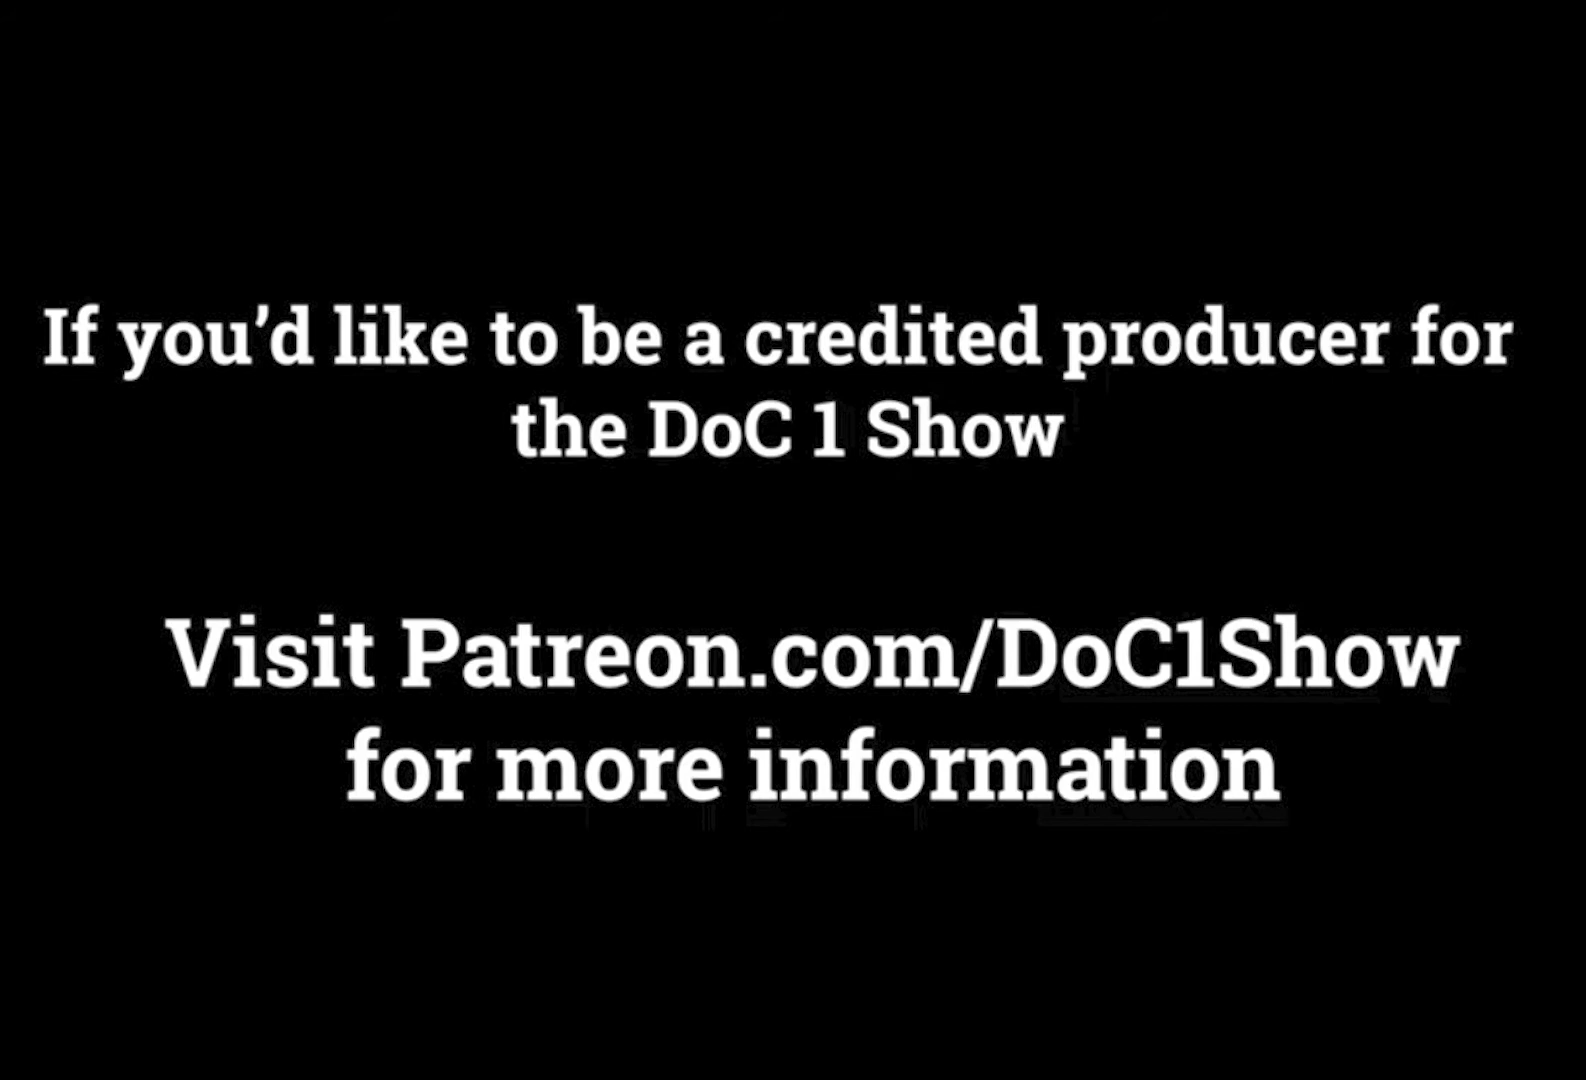 If you’d like to be a credited producer for
the DoC 1 Show
Visit Patreon.com/DoC1Show
for more information